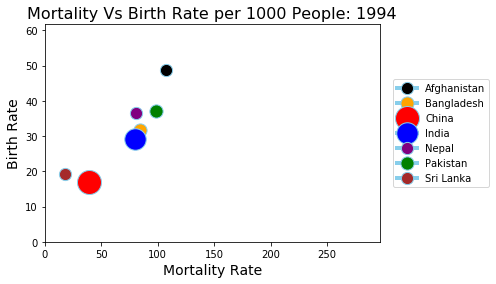 Mortality Vs Birth Rate per 1000 People: 1994
60
50
40
30
20
10
0
Birth Rate
0 50 100 150 200 250
Mortality Rate
Afghanistan
Bangladesh
China
India
Nepal
Pakistan
Sri Lanka